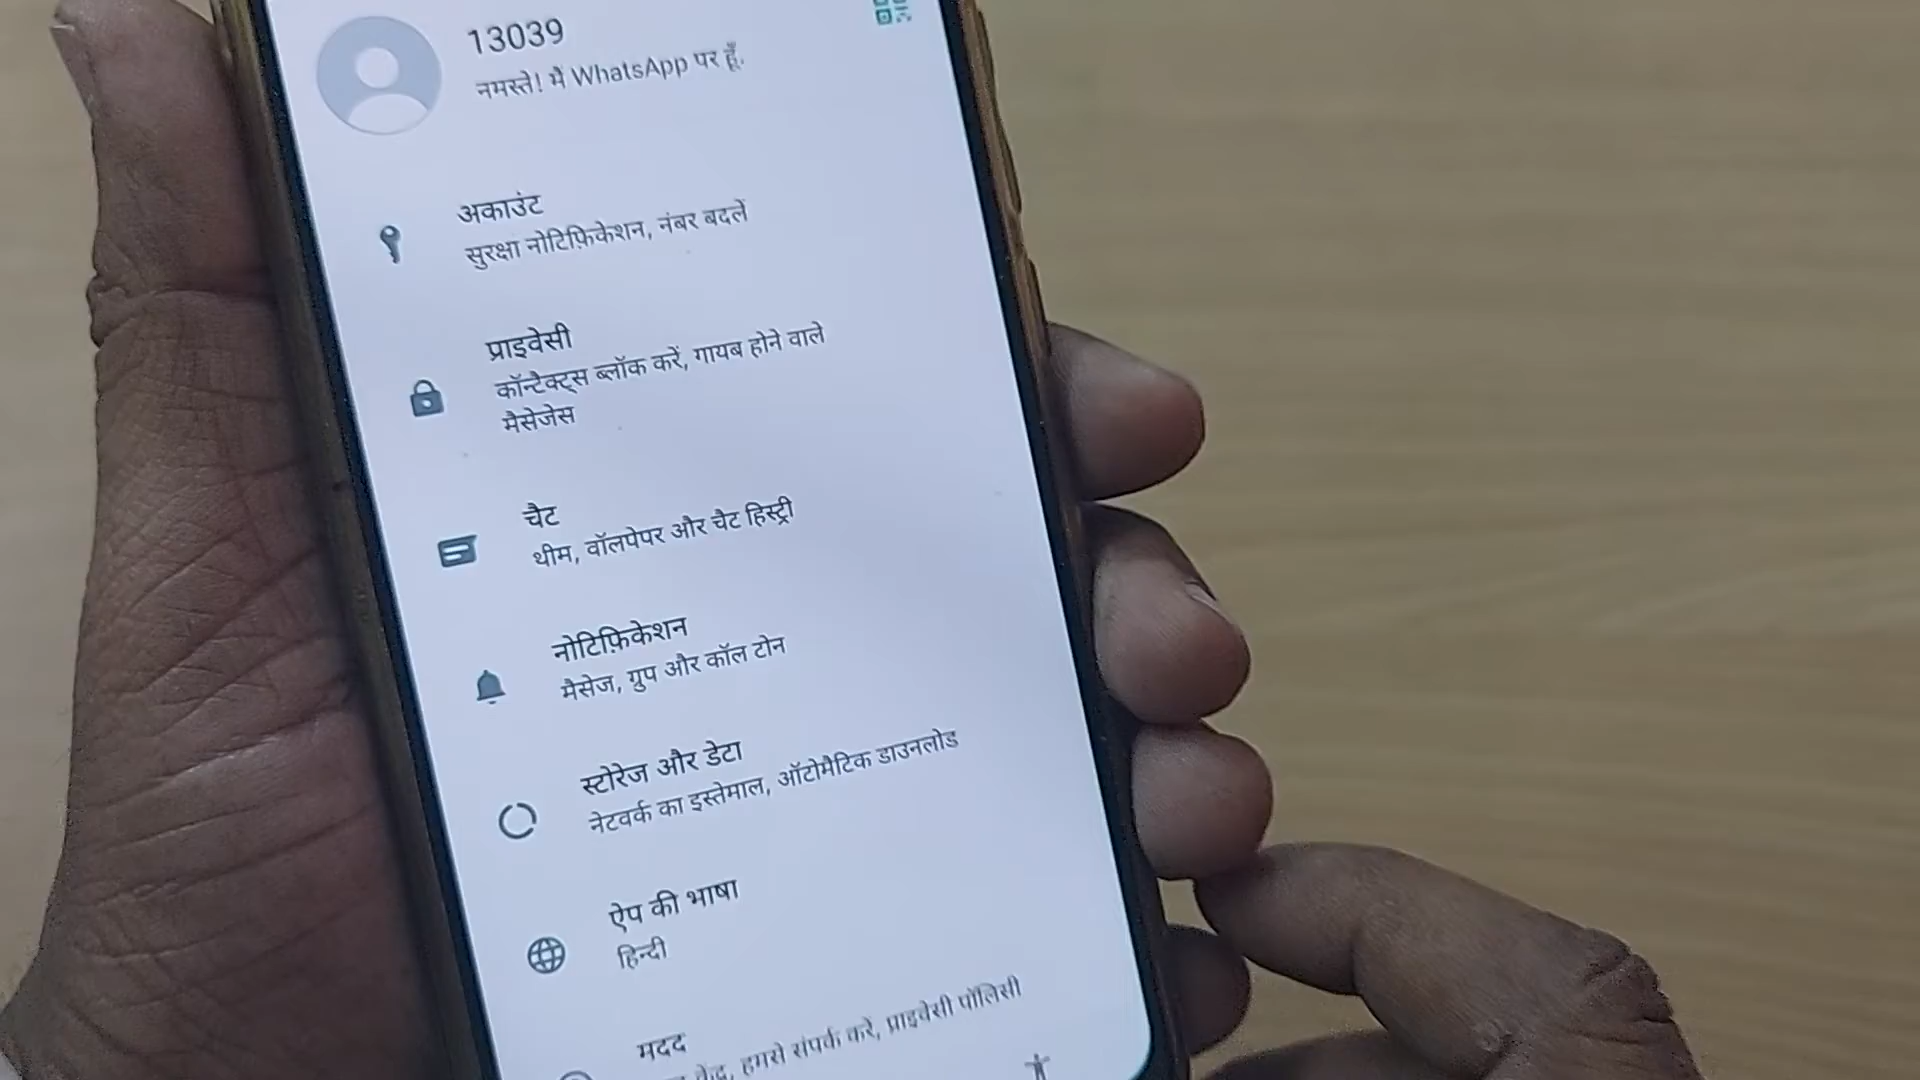 13039
नमस्ते! मैं WhatsApp पर हूँ.
अकाउंट
सुरक्षा नोटिफ़िकेशन, नंबर बदलें
प्राइवेसी
कॉन्टैक्ट्स ब्लॉक करें, गायब होने वाले
मैसेजेस
चैट
थीम, वॉलपेपर और चैट हिस्ट्री
नोटिफ़िकेशन
मैसेज, ग्रुप और कॉल टोन
स्टोरेज और डेटा
नेटवर्क का इस्तेमाल, ऑटोमैटिक डाउनलोड
ऐप की भाषा
हिन्दी
मदद
केंद्र, हमसे संपर्क करें, प्राइवेसी पॉलिसी